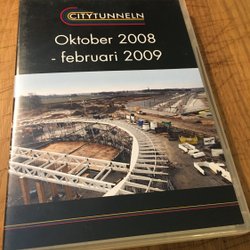 CITYTUNNELN
Oktober 2008
- februari 2009